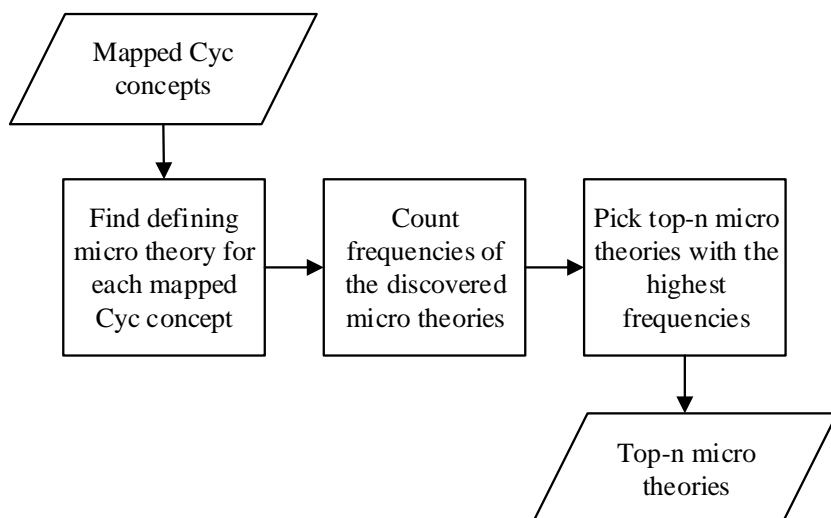 Mapped Cyc
concepts
Find defining
micro theory for
each mapped
Cyc concept
Count
frequencies of
the discovered
micro theories
Pick top-n micro
theories with the
highest
frequencies
Top-n micro
theories